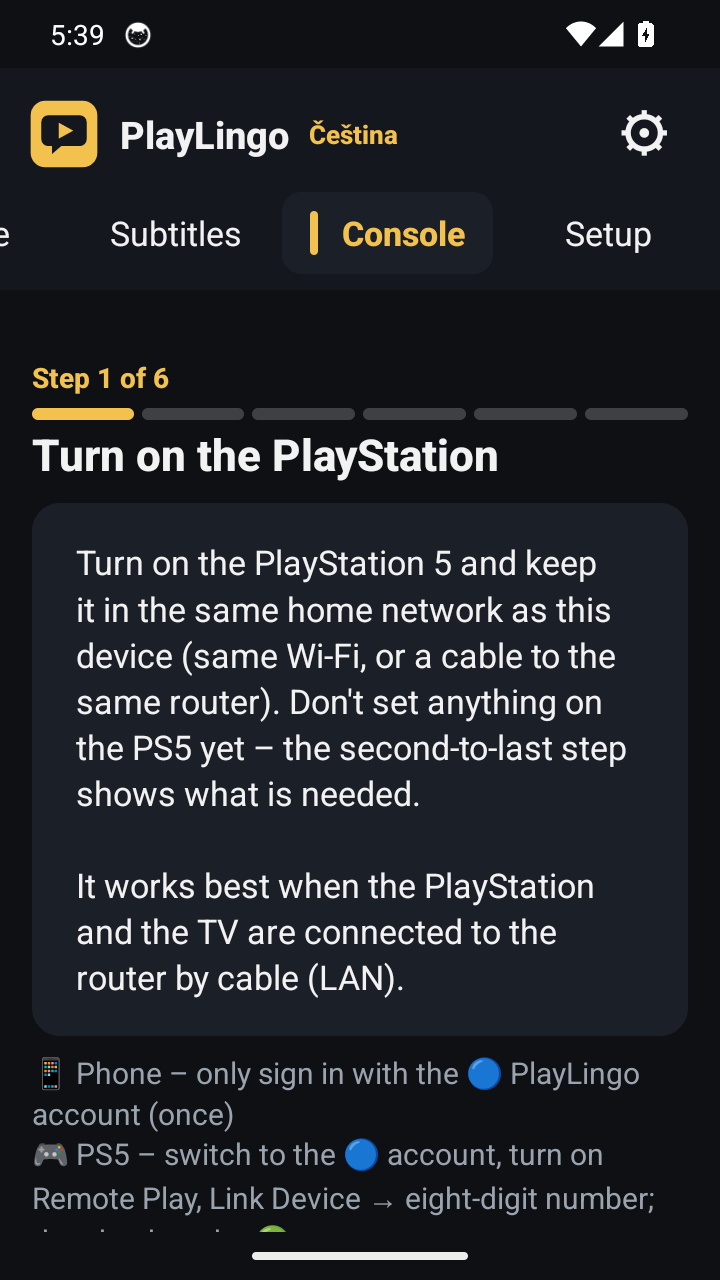 5:39
PlayLingo Čeština
e Subtitles Console Setup
Step 1 of 6
Turn on the PlayStation
Turn on the PlayStation 5 and keep
it in the same home network as this
device (same Wi-Fi, or a cable to the
same router). Don't set anything on
the PS5 yet – the second-to-last step
shows what is needed.
It works best when the PlayStation
and the TV are connected to the
router by cable (LAN).
📱 Phone – only sign in with the 🔵 PlayLingo
account (once)
🎮 PS5 – switch to the 🔵 account, turn on
Remote Play, Link Device → eight-digit number;